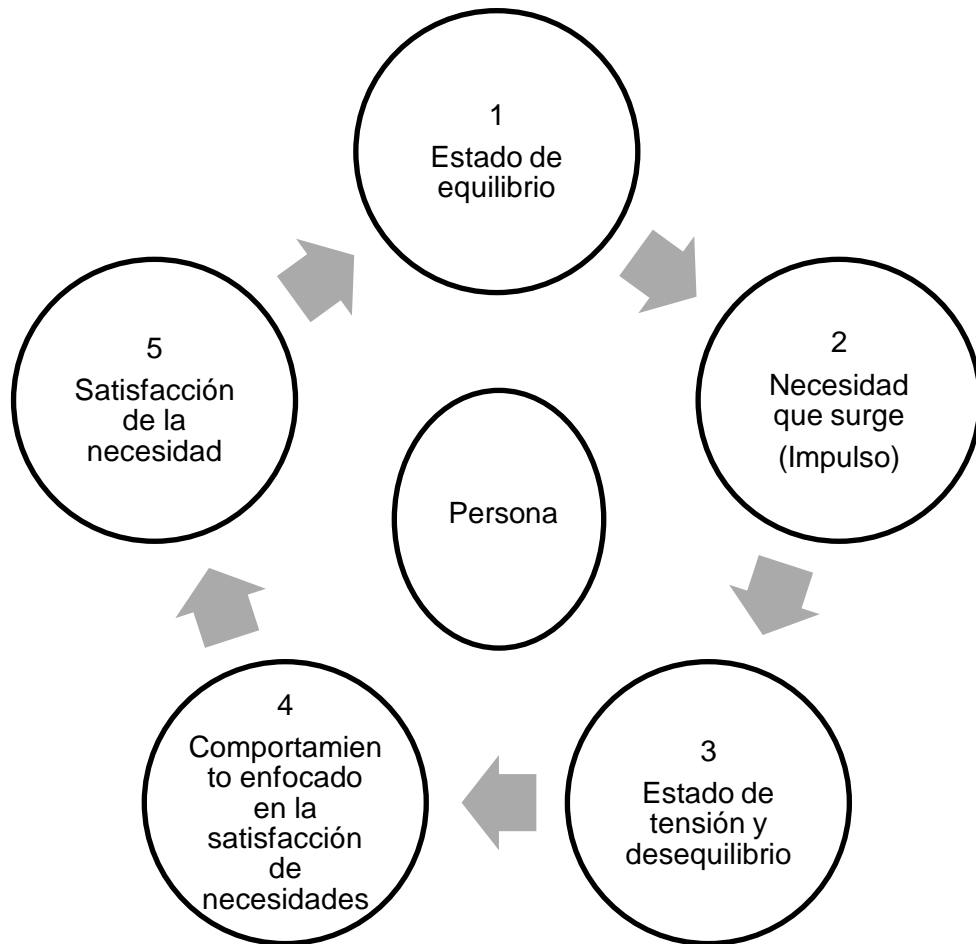 1
Estado de
equilibrio
2
Necesidad
que surge
(Impulso)
3
Estado de
tensión y
desequilibrio
4
Comportamien
to enfocado
en la
satisfacción
de
necesidades
5
Satisfacción
de la
necesidad
Persona